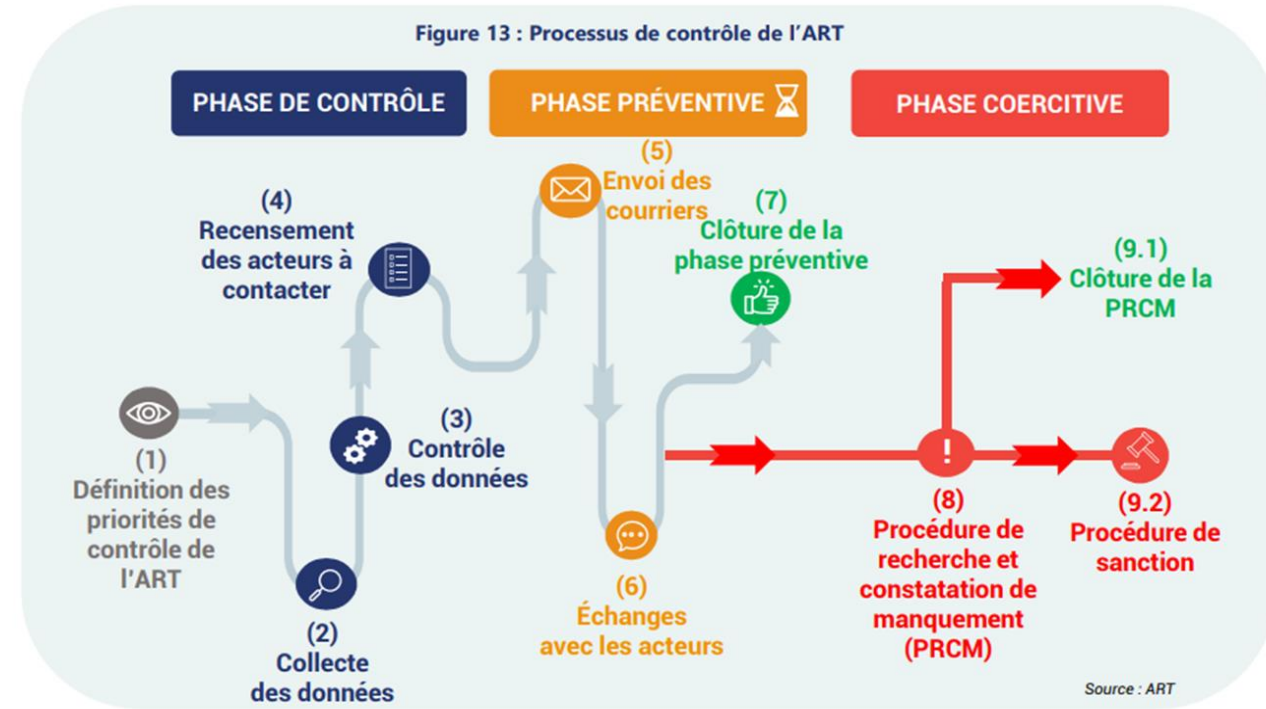 Figure 13 : Processus de contrôle de l'ART
PHASE DE CONTRÔLE
PHASE PRÉVENTIVE
PHASE COERCITIVE
(1)
Définition des
priorités de
contrôle de
l'ART
(2)
Collecte
des données
(3)
Contrôle
des données
(4)
Recensement
des acteurs à
contacter
(5)
Envoi des
courriers
(6)
Échanges
avec les acteurs
(7)
Clôture de la
phase préventive
(8)
Procédure de
recherche et
constatation de
manquement
(PRCM)
(9.1)
Clôture de la
PRCM
(9.2)
Procédure de
sanction
Source : ART